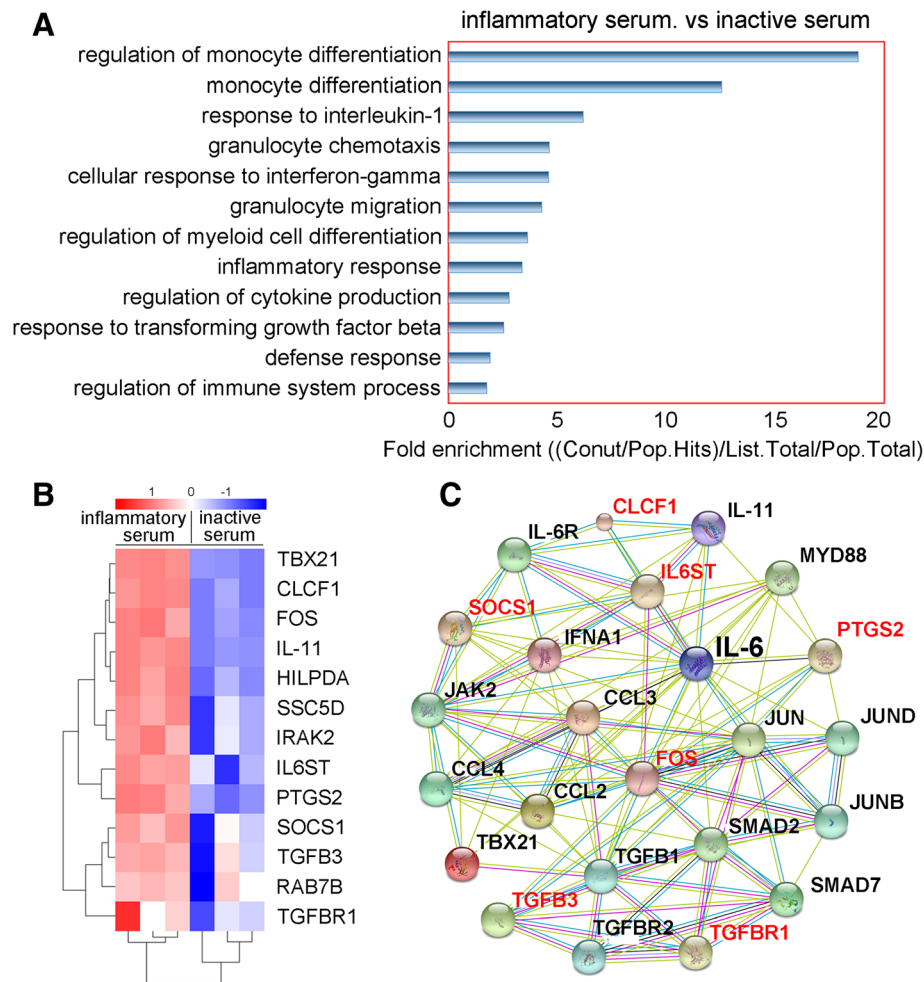 A
inflammatory serum. vs inactive serum
regulation of monocyte differentiation
monocyte differentiation
response to interleukin-1
granulocyte chemotaxis
cellular response to interferon-gamma
granulocyte migration
regulation of myeloid cell differentiation
inflammatory response
regulation of cytokine production
response to transforming growth factor beta
defense response
regulation of immune system process
0 5 10 15 20
Fold enrichment ((Conut/Pop.Hits)/List.Total/Pop.Total)
B
1 0 -1
inflammatory serum
inactive serum
TBX21
CLCF1
FOS
IL-11
HILPDA
SSC5D
IRAK2
IL6ST
PTGS2
SOCS1
TGFB3
RAB7B
TGFBR1
C
CLCF1
IL-11
IL-6R
MYD88
IL6ST
SOCS1
PTGS2
IFNA1
IL-6
JAK2
CCL3
JUN
JUND
FOS
CCL4
CCL2
JUNB
SMAD2
TBX21
TGFB1
SMAD7
TGFB3
TGFBR2
TGFBR1